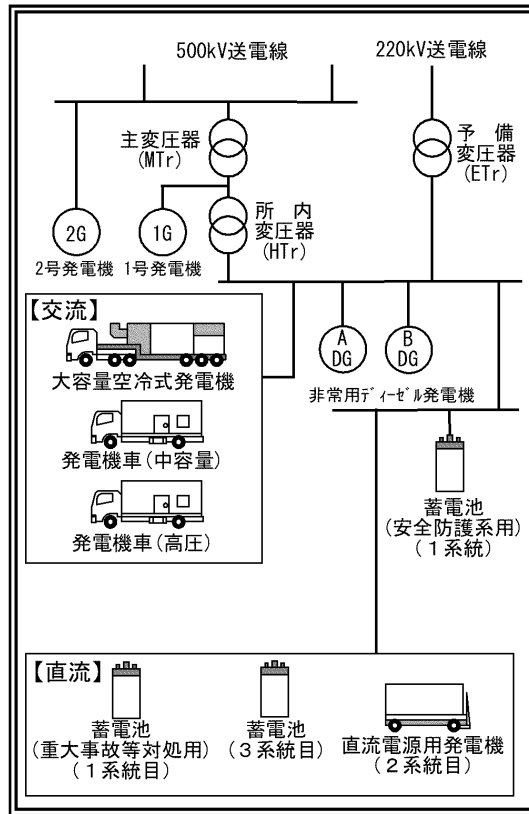 500kV送電線
220kV送電線
主変圧器
(MTr)
予備
変圧器
(ETr)
2G
1G
所内
変圧器
(HTr)
2号発電機
1号発電機
【交流】
大容量空冷式発電機
発電機車(中容量)
発電機車(高圧)
A
DG
B
DG
非常用ﾃﾞｨｰｾﾞﾙ発電機
蓄電池
(安全防護系用)
(１系統)
【直流】
蓄電池
(重大事故等対処用)
(１系統目)
蓄電池
(３系統目)
直流電源用発電機
(２系統目)